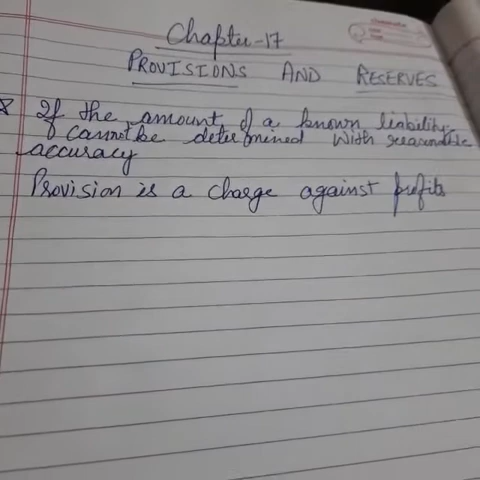 Chapter-17
PROVISIONS AND RESERVES
If the amount of a known liability
cannot be determined with reasonable
accuracy
Provision is a charge against profits